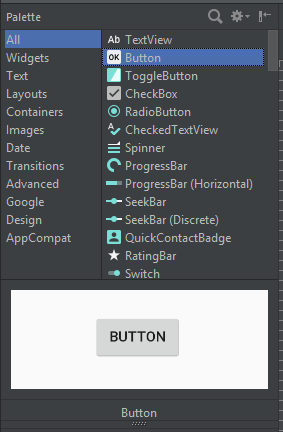 Palette
All
Widgets
Text
Layouts
Containers
Images
Date
Transitions
Advanced
Google
Design
AppCompat
Ab TextView
OK Button
ToggleButton
CheckBox
RadioButton
A CheckedTextView
Spinner
ProgressBar
ProgressBar (Horizontal)
SeekBar
SeekBar (Discrete)
QuickContactBadge
RatingBar
Switch
BUTTON
Button